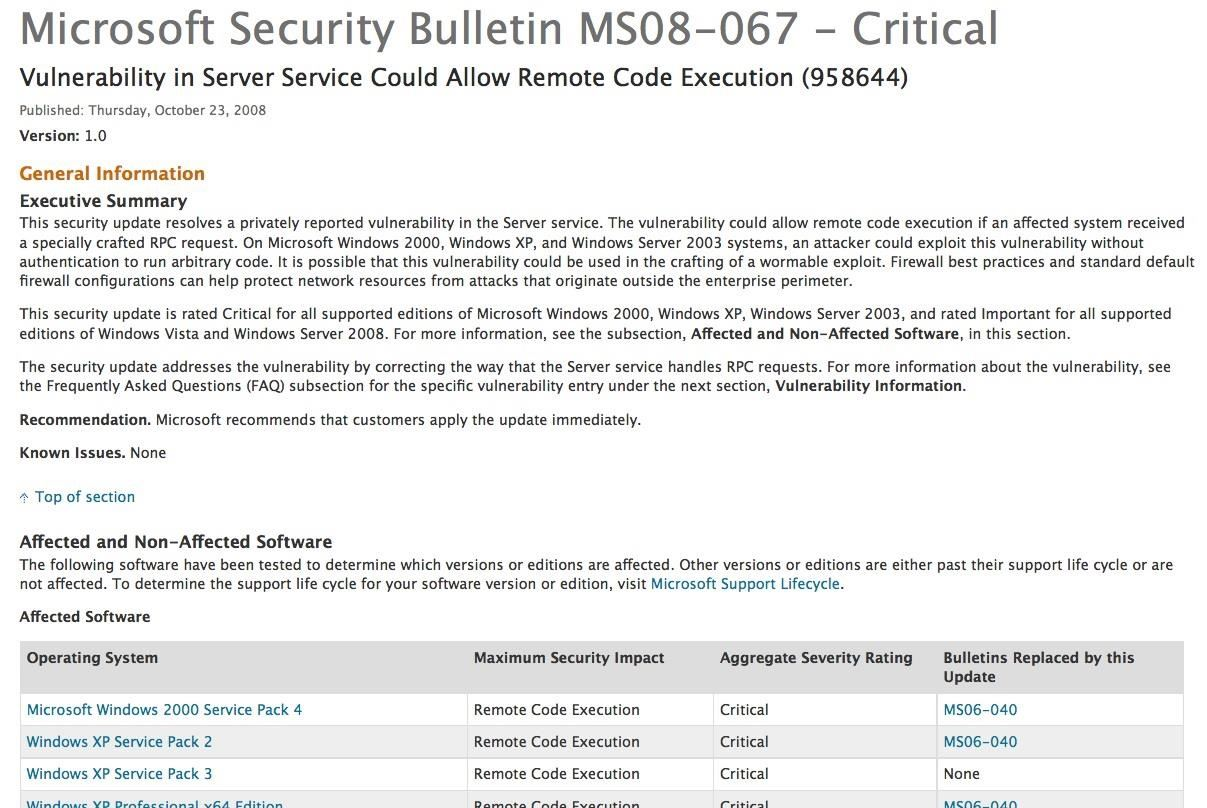 Microsoft Security Bulletin MS08-067 – Critical
Vulnerability in Server Service Could Allow Remote Code Execution (958644)
Published: Thursday, October 23, 2008
Version: 1.0
General Information
Executive Summary
This security update resolves a privately reported vulnerability in the Server service. The vulnerability could allow remote code execution if an affected system received
a specially crafted RPC request. On Microsoft Windows 2000, Windows XP, and Windows Server 2003 systems, an attacker could exploit this vulnerability without
authentication to run arbitrary code. It is possible that this vulnerability could be used in the crafting of a wormable exploit. Firewall best practices and standard default
firewall configurations can help protect network resources from attacks that originate outside the enterprise perimeter.
This security update is rated Critical for all supported editions of Microsoft Windows 2000, Windows XP, Windows Server 2003, and rated Important for all supported
editions of Windows Vista and Windows Server 2008. For more information, see the subsection, Affected and Non-Affected Software, in this section.
The security update addresses the vulnerability by correcting the way that the Server service handles RPC requests. For more information about the vulnerability, see
the Frequently Asked Questions (FAQ) subsection for the specific vulnerability entry under the next section, Vulnerability Information.
Recommendation. Microsoft recommends that customers apply the update immediately.
Known Issues. None
Top of section
Affected and Non-Affected Software
The following software have been tested to determine which versions or editions are affected. Other versions or editions are either past their support life cycle or are
not affected. To determine the support life cycle for your software version or edition, visit Microsoft Support Lifecycle.
Affected Software
Operating System Maximum Security Impact Aggregate Severity Rating Bulletins Replaced by this
Update
Microsoft Windows 2000 Service Pack 4 Remote Code Execution Critical MS06-040
Windows XP Service Pack 2 Remote Code Execution Critical MS06-040
Windows XP Service Pack 3 Remote Code Execution Critical None
Windows XP Professional x64 Edition Remote Code Execution Critical MS06-040